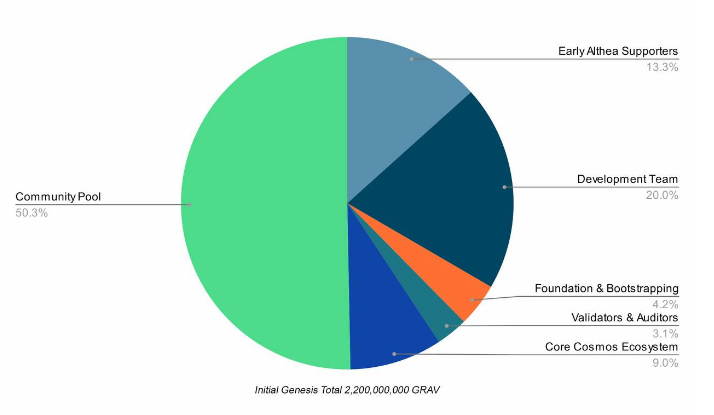 Early Althea Supporters
13.3%
Development Team
20.0%
Community Pool
50.3%
Foundation & Bootstrapping
4.2%
Validators & Auditors
3.1%
Core Cosmos Ecosystem
9.0%
Initial Genesis Total 2,200,000,000 GRAV